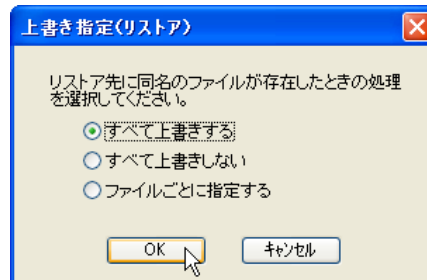 上書き指定(リストア)
リストア先に同名のファイルが存在したときの処理
を選択してください。
すべて上書きする
すべて上書きしない
ファイルごとに指定する
OK
キャンセル